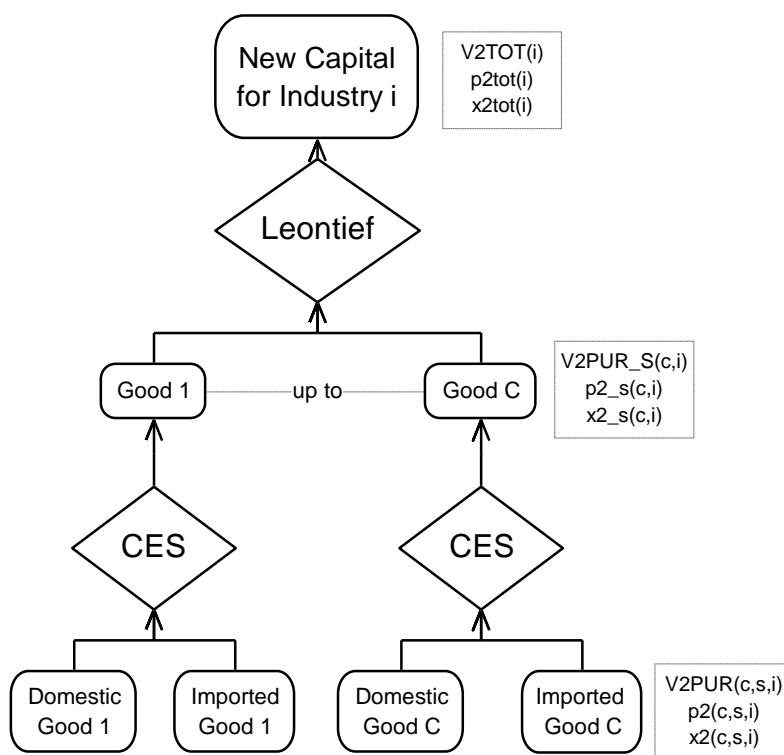 New Capital
for Industry i
V2TOT(i)
p2tot(i)
x2tot(i)
Leontief
Good 1
up to
Good C
V2PUR_S(c,i)
p2_s(c,i)
x2_s(c,i)
CES
CES
Domestic
Good 1
Imported
Good 1
Domestic
Good C
Imported
Good C
V2PUR(c,s,i)
p2(c,s,i)
x2(c,s,i)